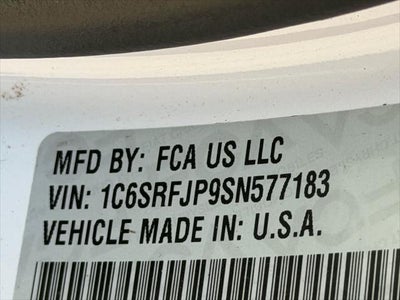 MFD BY: FCA US LLC
VIN: 1C6SRFJP9SN577183
VEHICLE MADE IN: U.S.A.